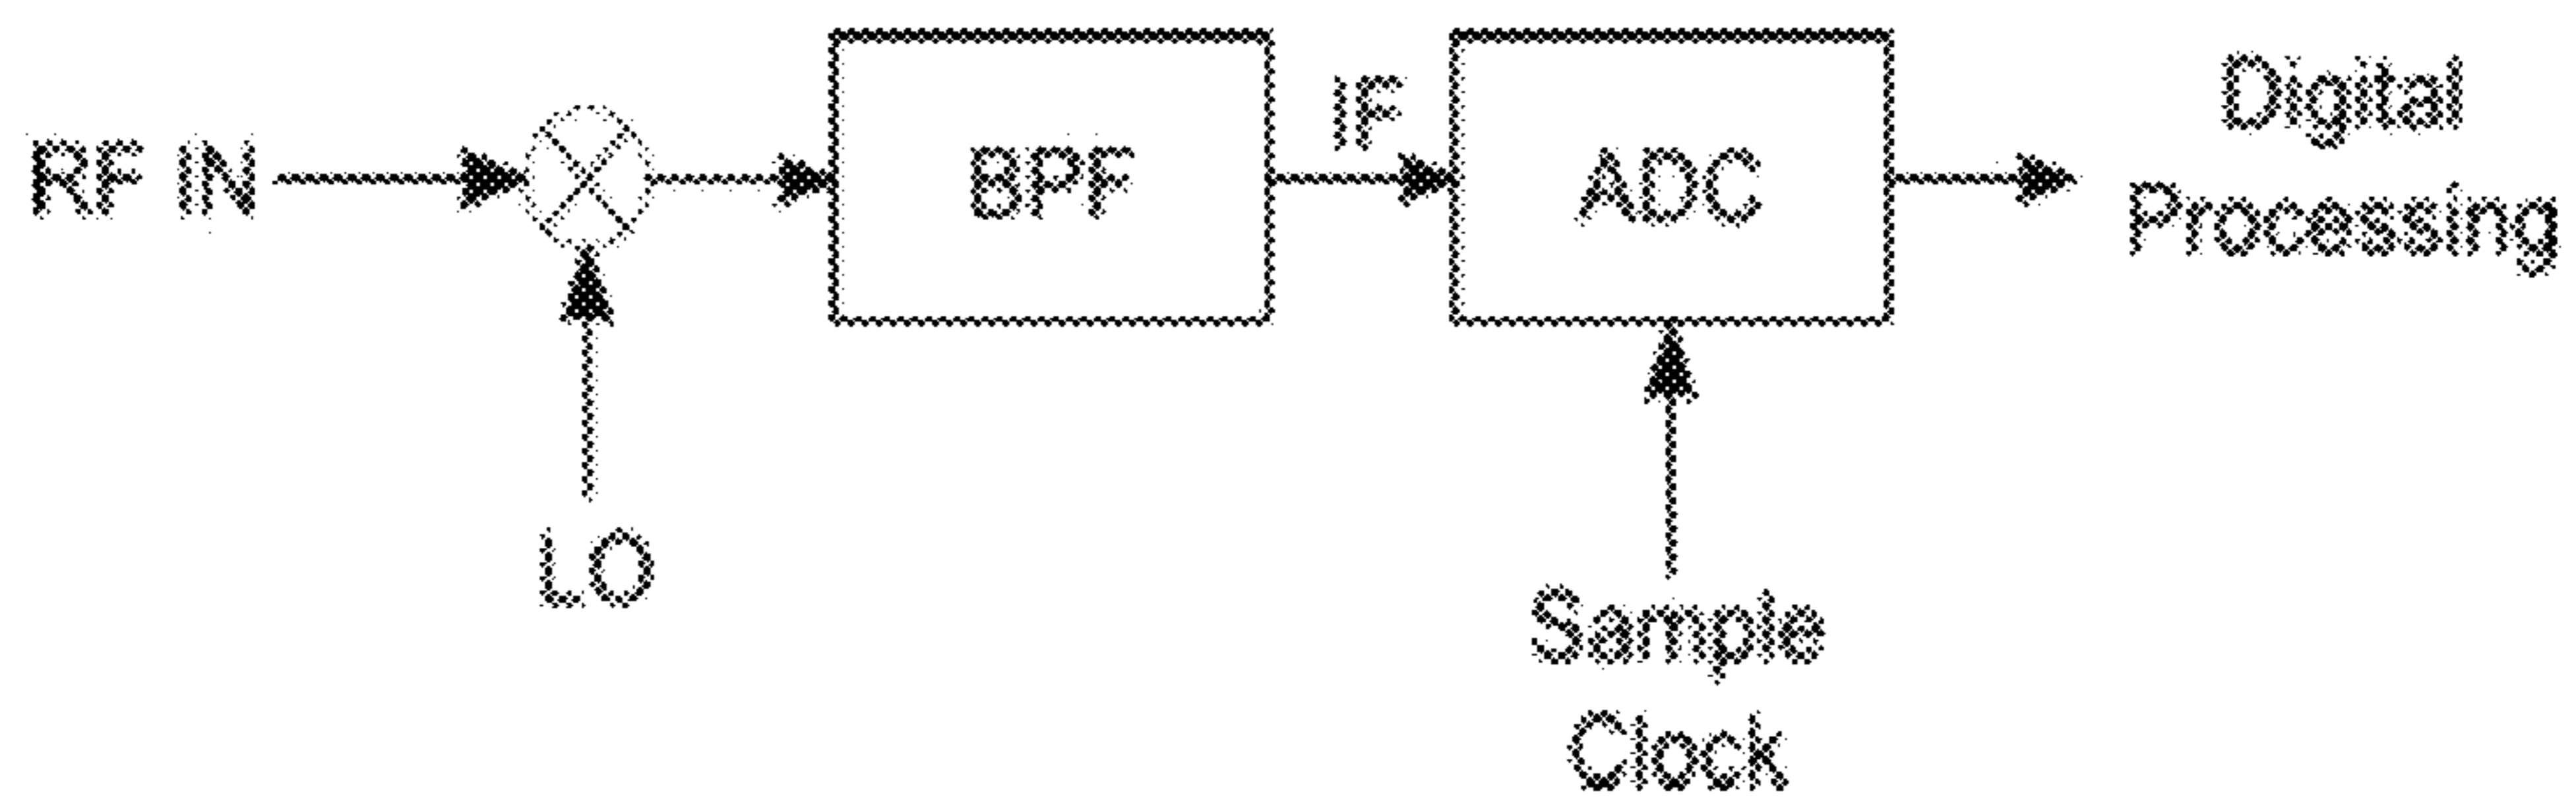 RF IN
BPF
IF
ADC
Digital
Processing
LO
Sample
Clock